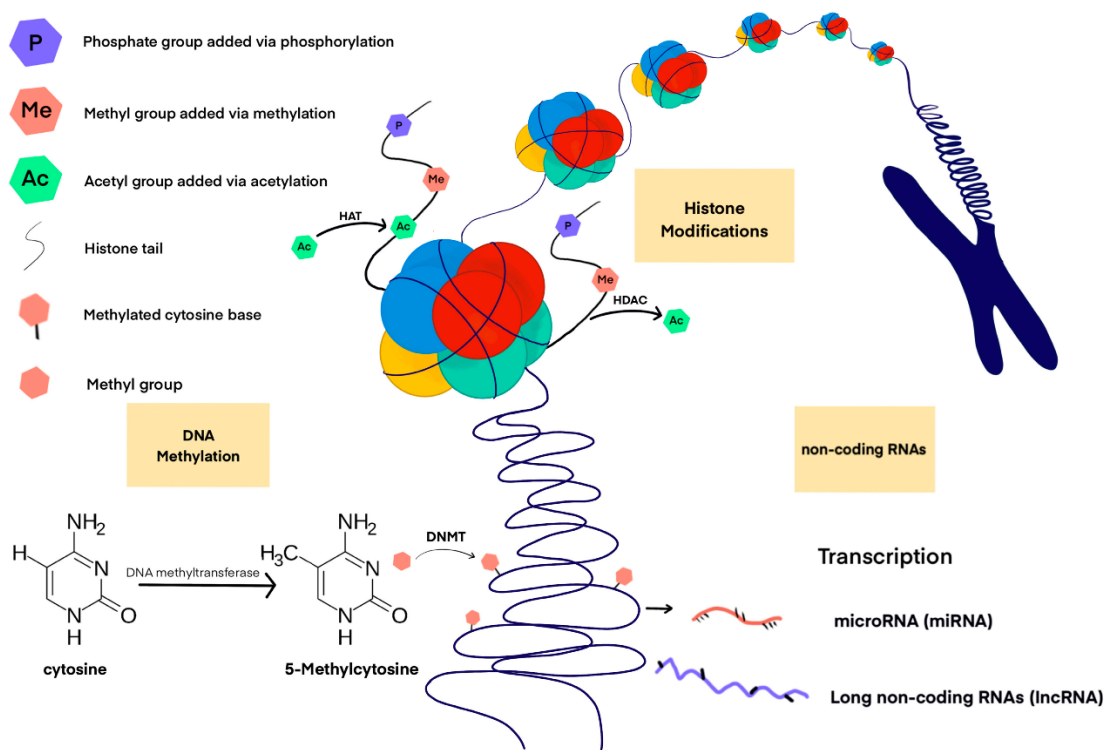 P
Phosphate group added via phosphorylation
Me
Methyl group added via methylation
Ac
Acetyl group added via acetylation
Histone tail
Methylated cytosine base
Methyl group
P
Me
HAT
Ac
Ac
P
Me
HDAC
Ac
Histone
Modifications
DNA
Methylation
non-coding RNAs
NH2
H
N
N
H
O
cytosine
DNA methyltransferase
NH2
H3C
N
N
H
O
5-Methylcytosine
DNMT
Transcription
microRNA (miRNA)
Long non-coding RNAs (lncRNA)